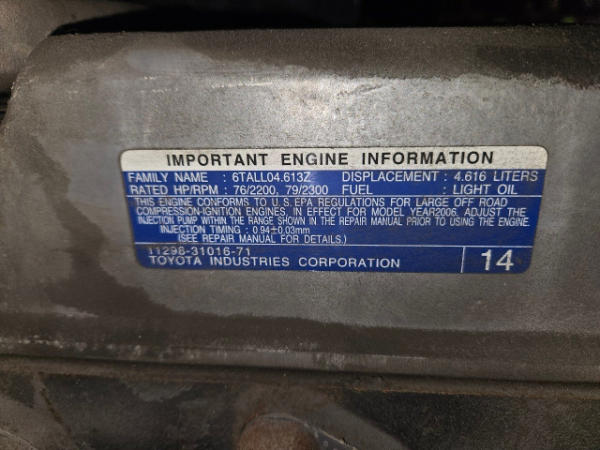 IMPORTANT ENGINE INFORMATION
FAMILY NAME : 6TALL04.613Z DISPLACEMENT : 4.616 LITERS
RATED HP/RPM : 76/2200, 79/2300 FUEL : LIGHT OIL
THIS ENGINE CONFORMS TO U.S.EPA REGULATIONS FOR LARGE OFF ROAD
COMPRESSION-IGNITION ENGINES, IN EFFECT FOR MODEL YEAR2006. ADJUST THE
INJECTION PUMP WITHIN THE RANGE SHOWN IN THE REPAIR MANUAL PRIOR TO USING THE ENGINE.
INJECTION TIMING : 0.94±0.03mm
(SEE REPAIR MANUAL FOR DETAILS.)
11298-31016-71
TOYOTA INDUSTRIES CORPORATION 14